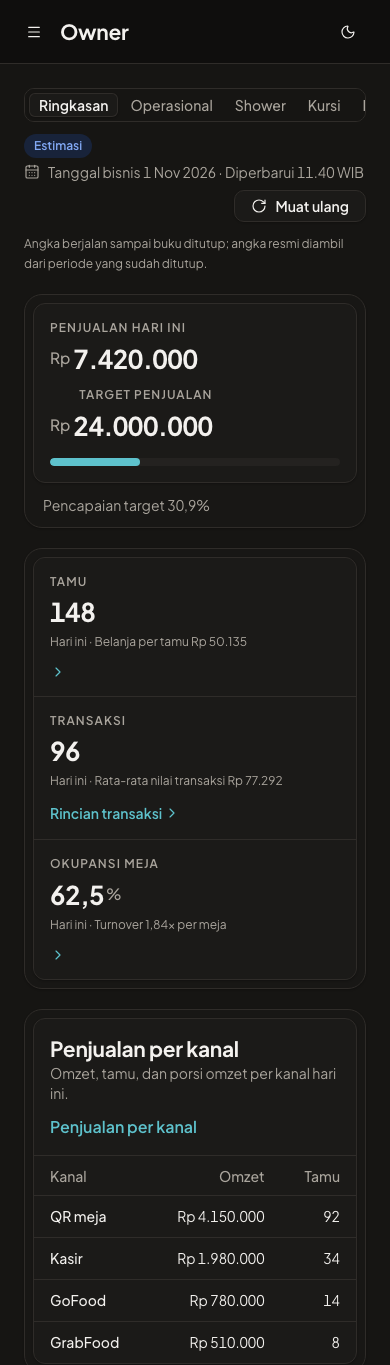 Owner
Ringkasan Operasional Shower Kursi
Estimasi
Tanggal bisnis 1 Nov 2026 · Diperbarui 11.40 WIB
Muat ulang
Angka berjalan sampai buku ditutup; angka resmi diambil
dari periode yang sudah ditutup.
PENJUALAN HARI INI
Rp 7.420.000
TARGET PENJUALAN
Rp 24.000.000
Pencapaian target 30,9%
TAMU
148
Hari ini · Belanja per tamu Rp 50.135
TRANSAKSI
96
Hari ini · Rata-rata nilai transaksi Rp 77.292
Rincian transaksi
OKUPANSI MEJA
62,5%
Hari ini · Turnover 1,84× per meja
Penjualan per kanal
Omzet, tamu, dan porsi omzet per kanal hari
ini.
Penjualan per kanal
Kanal Omzet Tamu
QR meja Rp 4.150.000 92
Kasir Rp 1.980.000 34
GoFood Rp 780.000 14
GrabFood Rp 510.000 8